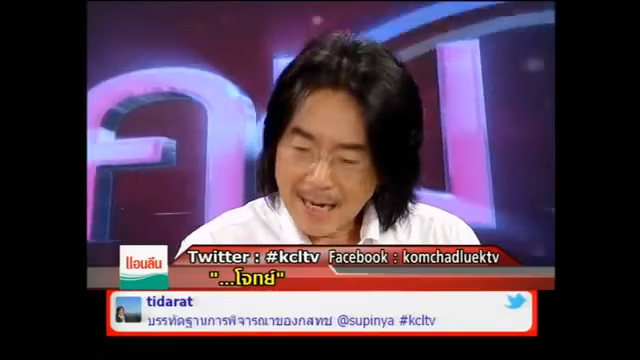 แอนลีน
Twitter : #kcltv Facebook : komchadluektv
"...โจทย์"
tidarat
บรรทัดฐานการพิจารณาของกสทช @supinya #kcltv